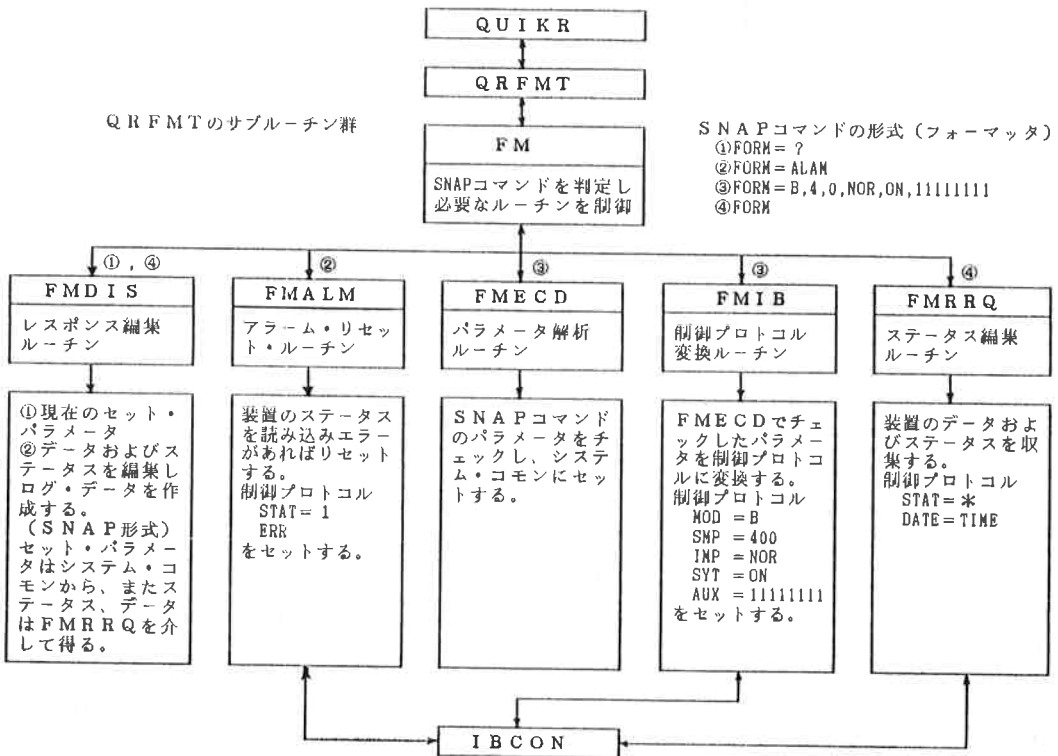 QUIKR
QRFMT
QRFMTのサブルーチン群
SNAPコマンドの形式(フォーマッタ)
①FORM=?
②FORM=ALAM
③FORM=B,4,0,NOR,ON,11111111
④FORM
FM
SNAPコマンドを判定し
必要なルーチンを制御
①,④
②
③
③
④
FMDIS
レスポンス編集
ルーチン
FMALM
アラーム・リセッ
ト・ルーチン
FMECD
パラメータ解析
ルーチン
FMIB
制御プロトコル
変換ルーチン
FMRRQ
ステータス編集
ルーチン
①現在のセット・
パラメータ
②データおよびス
テータスを編集し
ログ・データを作
成する。
(SNAP形式)
セット・パラメー
タはシステム・コ
モンから、またス
テータス、データ
はFMRRQを介
して得る。
装置のステータス
を読み込みエラー
があればリセット
する。
制御プロトコル
STAT=1
ERR
をセットする。
SNAPコマンド
のパラメータをチ
ェックし、システ
ム・コモンにセッ
トする。
FMECDでチ
ェックしたパラメー
タを制御プロトコ
ルに変換する。
制御プロトコル
MOD =B
SMP =400
IMP =NOR
SYT =ON
AUX =11111111
をセットする。
装置のデータおよ
びステータスを収
集する。
制御プロトコル
STAT=*
DATE=TIME
IBCON